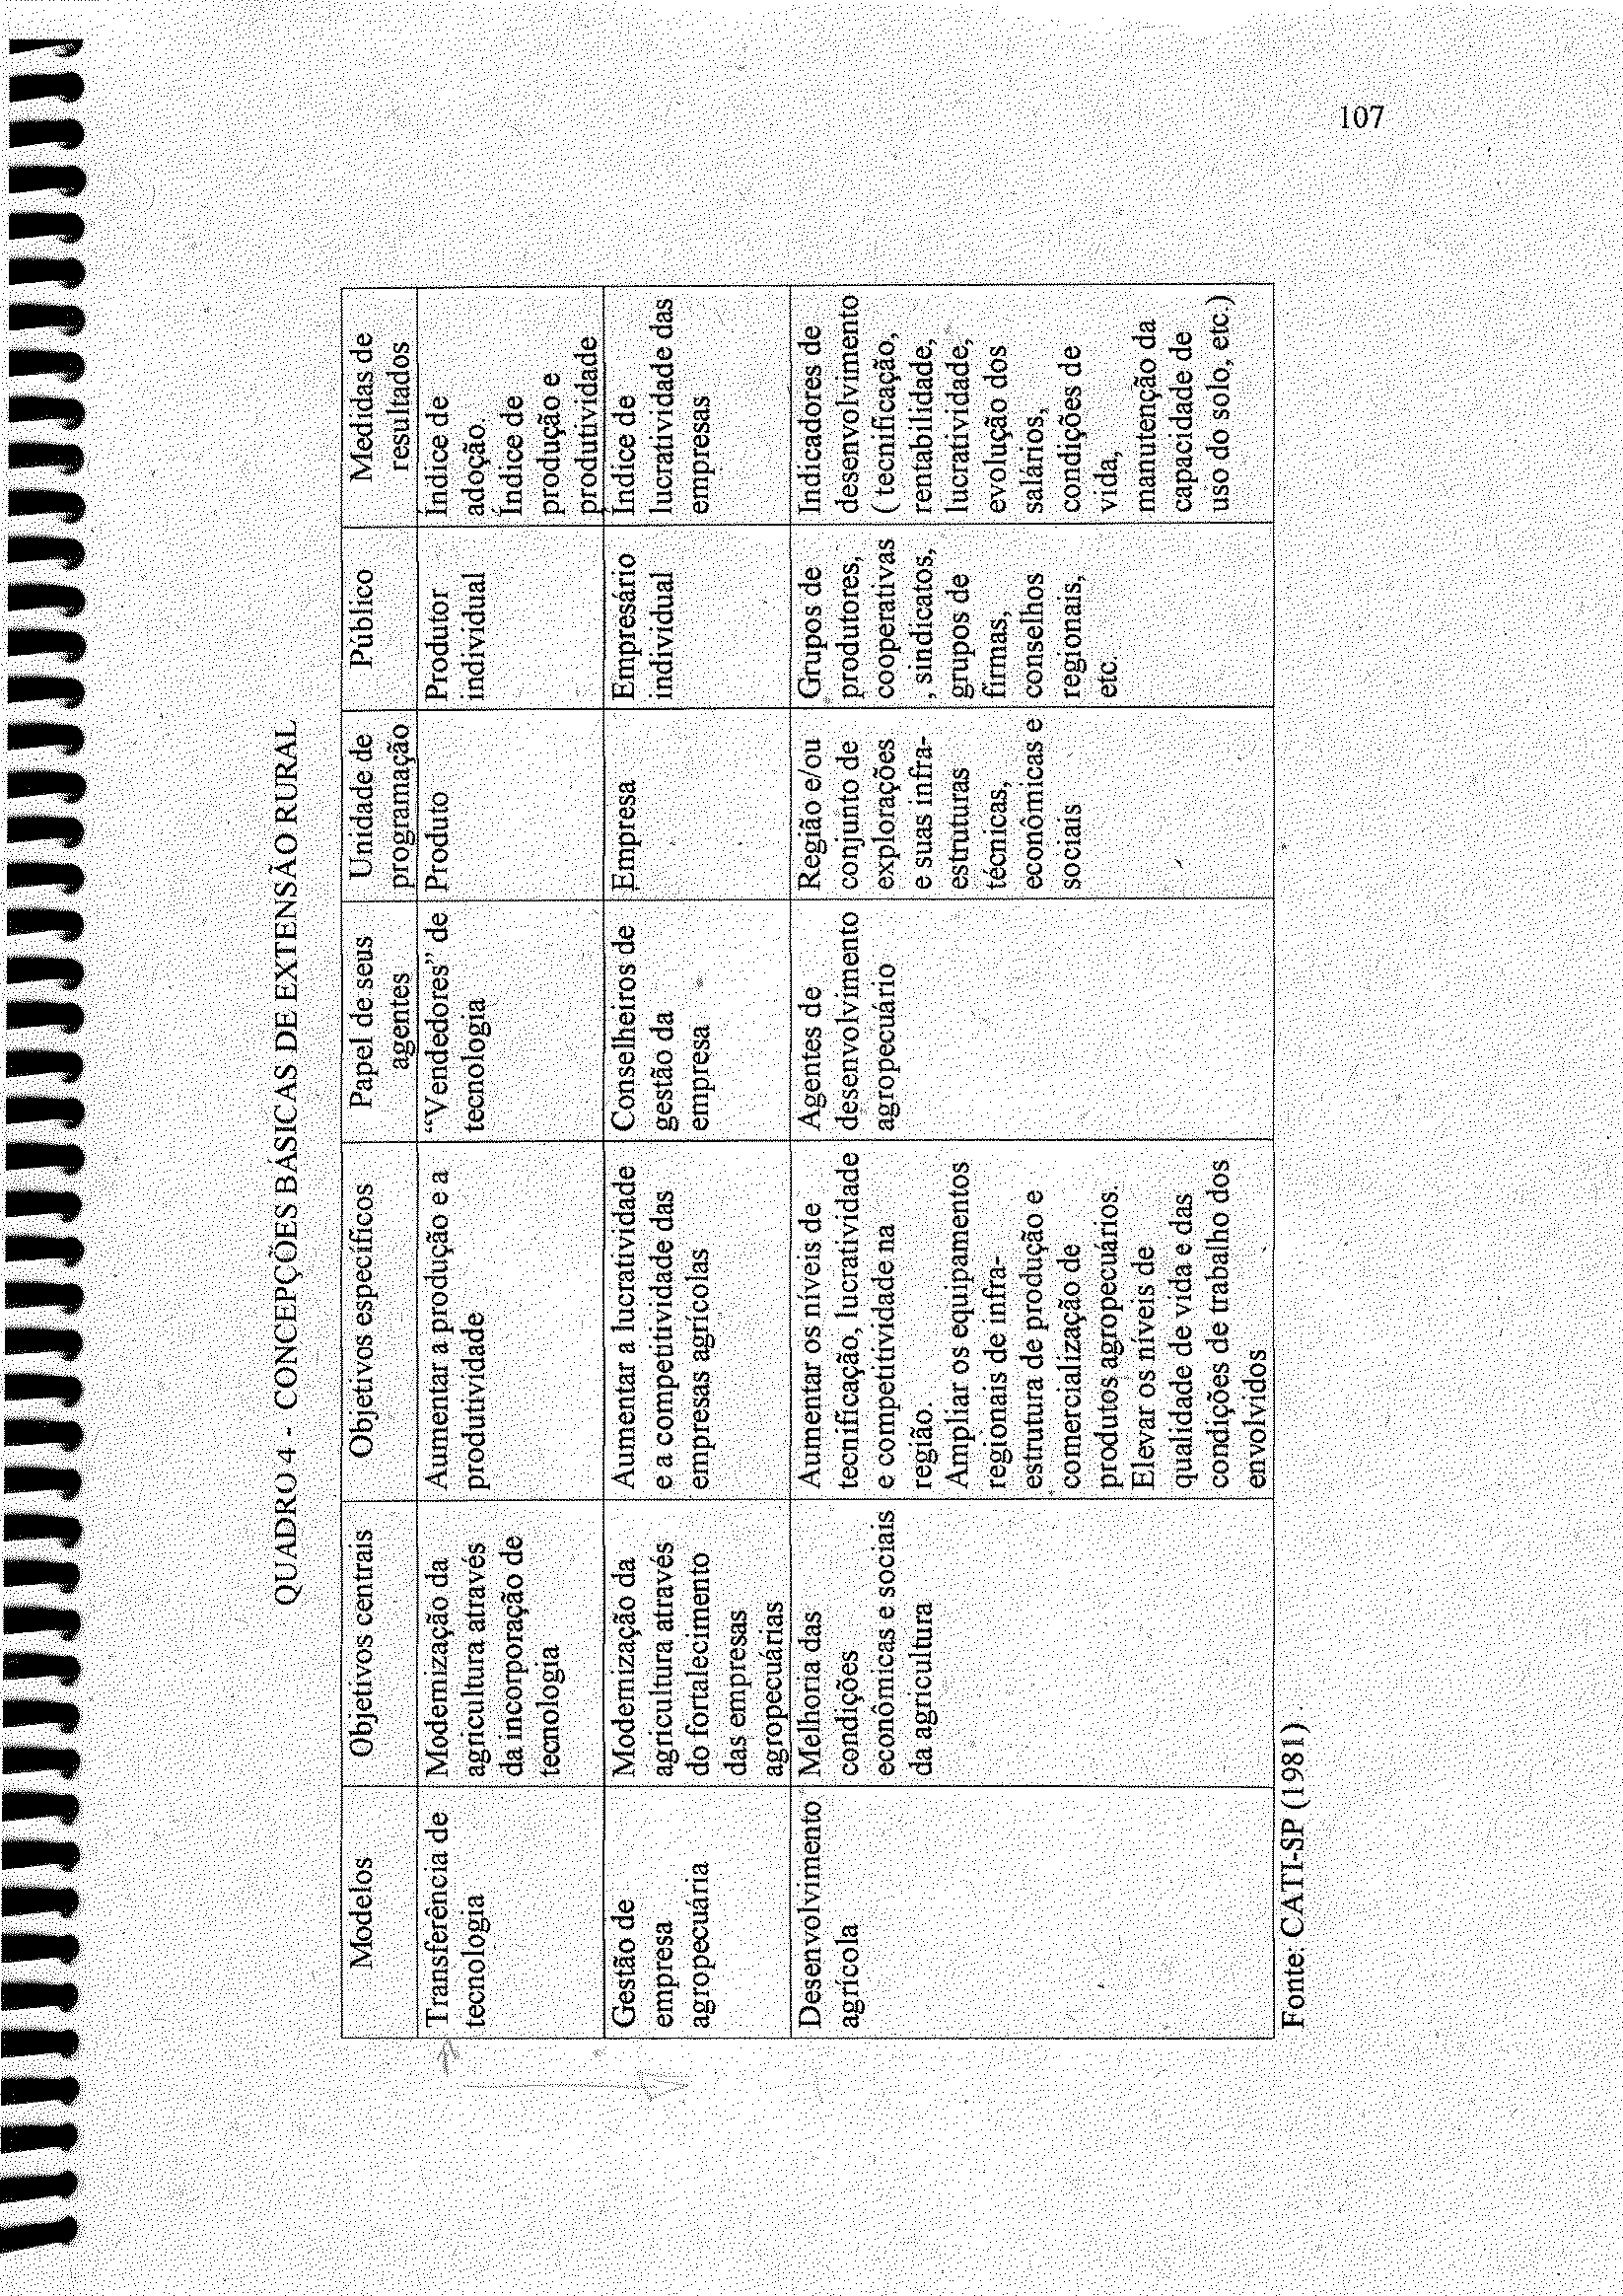 107
QUADRO 4 - CONCEPÇÕES BÁSICAS DE EXTENSÃO RURAL
Modelos
Objetivos centrais
Objetivos específicos
Papel de seus
agentes
Unidade de
programação
Público
Medidas de
resultados
Transferência de
tecnologia
Modernização da
agricultura através
da incorporação de
tecnologia
Aumentar a produção e a
produtividade
“Vendedores” de
tecnologia
Produto
Produtor
individual
Índice de
adoção.
Índice de
produção e
produtividade
Gestão de
empresa
agropecuária
Modernização da
agricultura através
do fortalecimento
das empresas
agropecuárias
Aumentar a lucratividade
e a competitividade das
empresas agrícolas
Conselheiros de
gestão da
empresa
Empresa
Empresário
individual
Índice de
lucratividade das
empresas
Desenvolvimento
agrícola
Melhoria das
condições
econômicas e sociais
da agricultura
Aumentar os níveis de
tecnificação, lucratividade
e competitividade na
região.
Ampliar os equipamentos
regionais de infra-
estrutura de produção e
comercialização de
produtos agropecuários.
Elevar os níveis de
qualidade de vida e das
condições de trabalho dos
envolvidos
Agentes de
desenvolvimento
agropecuário
Região e/ou
conjunto de
explorações
e suas infra-
estruturas
técnicas,
econômicas e
sociais
Grupos de
produtores,
cooperativas
, sindicatos,
grupos de
firmas,
conselhos
regionais,
etc.
Indicadores de
desenvolvimento
( tecnificação,
rentabilidade,
lucratividade,
evolução dos
salários,
condições de
vida,
manutenção da
capacidade de
uso do solo, etc.)
Fonte: CATI-SP (1981).